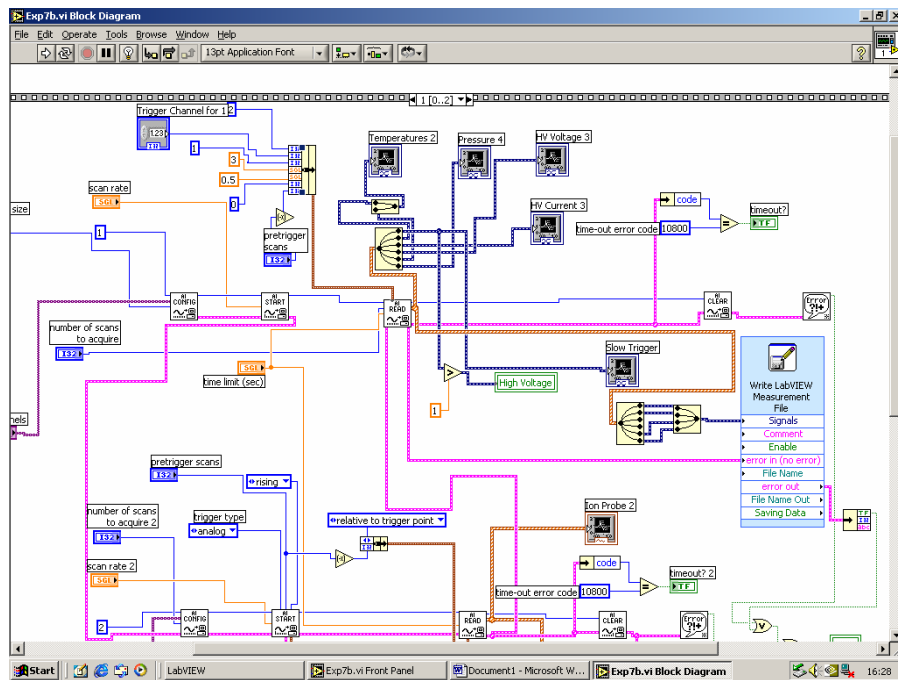 Exp7b.vi Block Diagram
File Edit Operate Tools Browse Window Help
13pt Application Font
1
1 [0..2]
Trigger Channel for 1
2
123
Temperatures 2
Pressure 4
HV Voltage 3
1
3
scan rate
0.5
SGL
0
size
HV Current 3
code
timeout?
time-out error code
10800
=
TF
1
pretrigger
scans
I32
AI
CONFIG
AI
START
AI
READ
AI
CLEAR
Error
?!+
number of scans
to acquire
I32
Slow Trigger
SGL
time limit (sec)
>
High Voltage
1
Write LabVIEW
Measurement
File
Signals
Comment
Enable
error in (no error)
File Name
error out
File Name Out
Saving Data
nels
pretrigger scans
I32
rising
number of scans
to acquire 2
I32
trigger type
analog
relative to trigger point
Ion Probe 2
TF
scan rate 2
SGL
code
timeout? 2
time-out error code
10800
=
TF
2
AI
CONFIG
AI
START
AI
READ
AI
CLEAR
Error
?!+
V
Start
LabVIEW
Exp7b.vi Front Panel
Document1 - Microsoft W...
Exp7b.vi Block Diagram
16:28